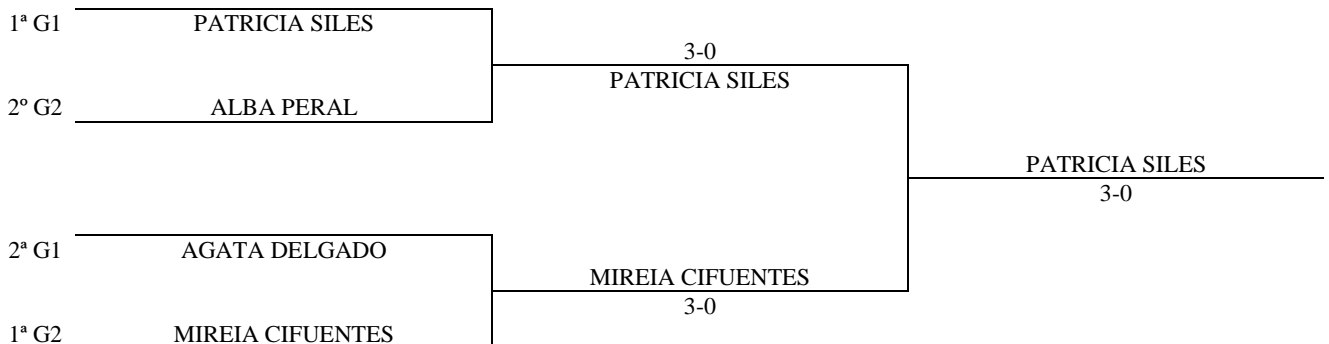 1ª G1 PATRICIA SILES
3-0
PATRICIA SILES
2º G2 ALBA PERAL
PATRICIA SILES
3-0
2ª G1 AGATA DELGADO
MIREIA CIFUENTES
3-0
1ª G2 MIREIA CIFUENTES